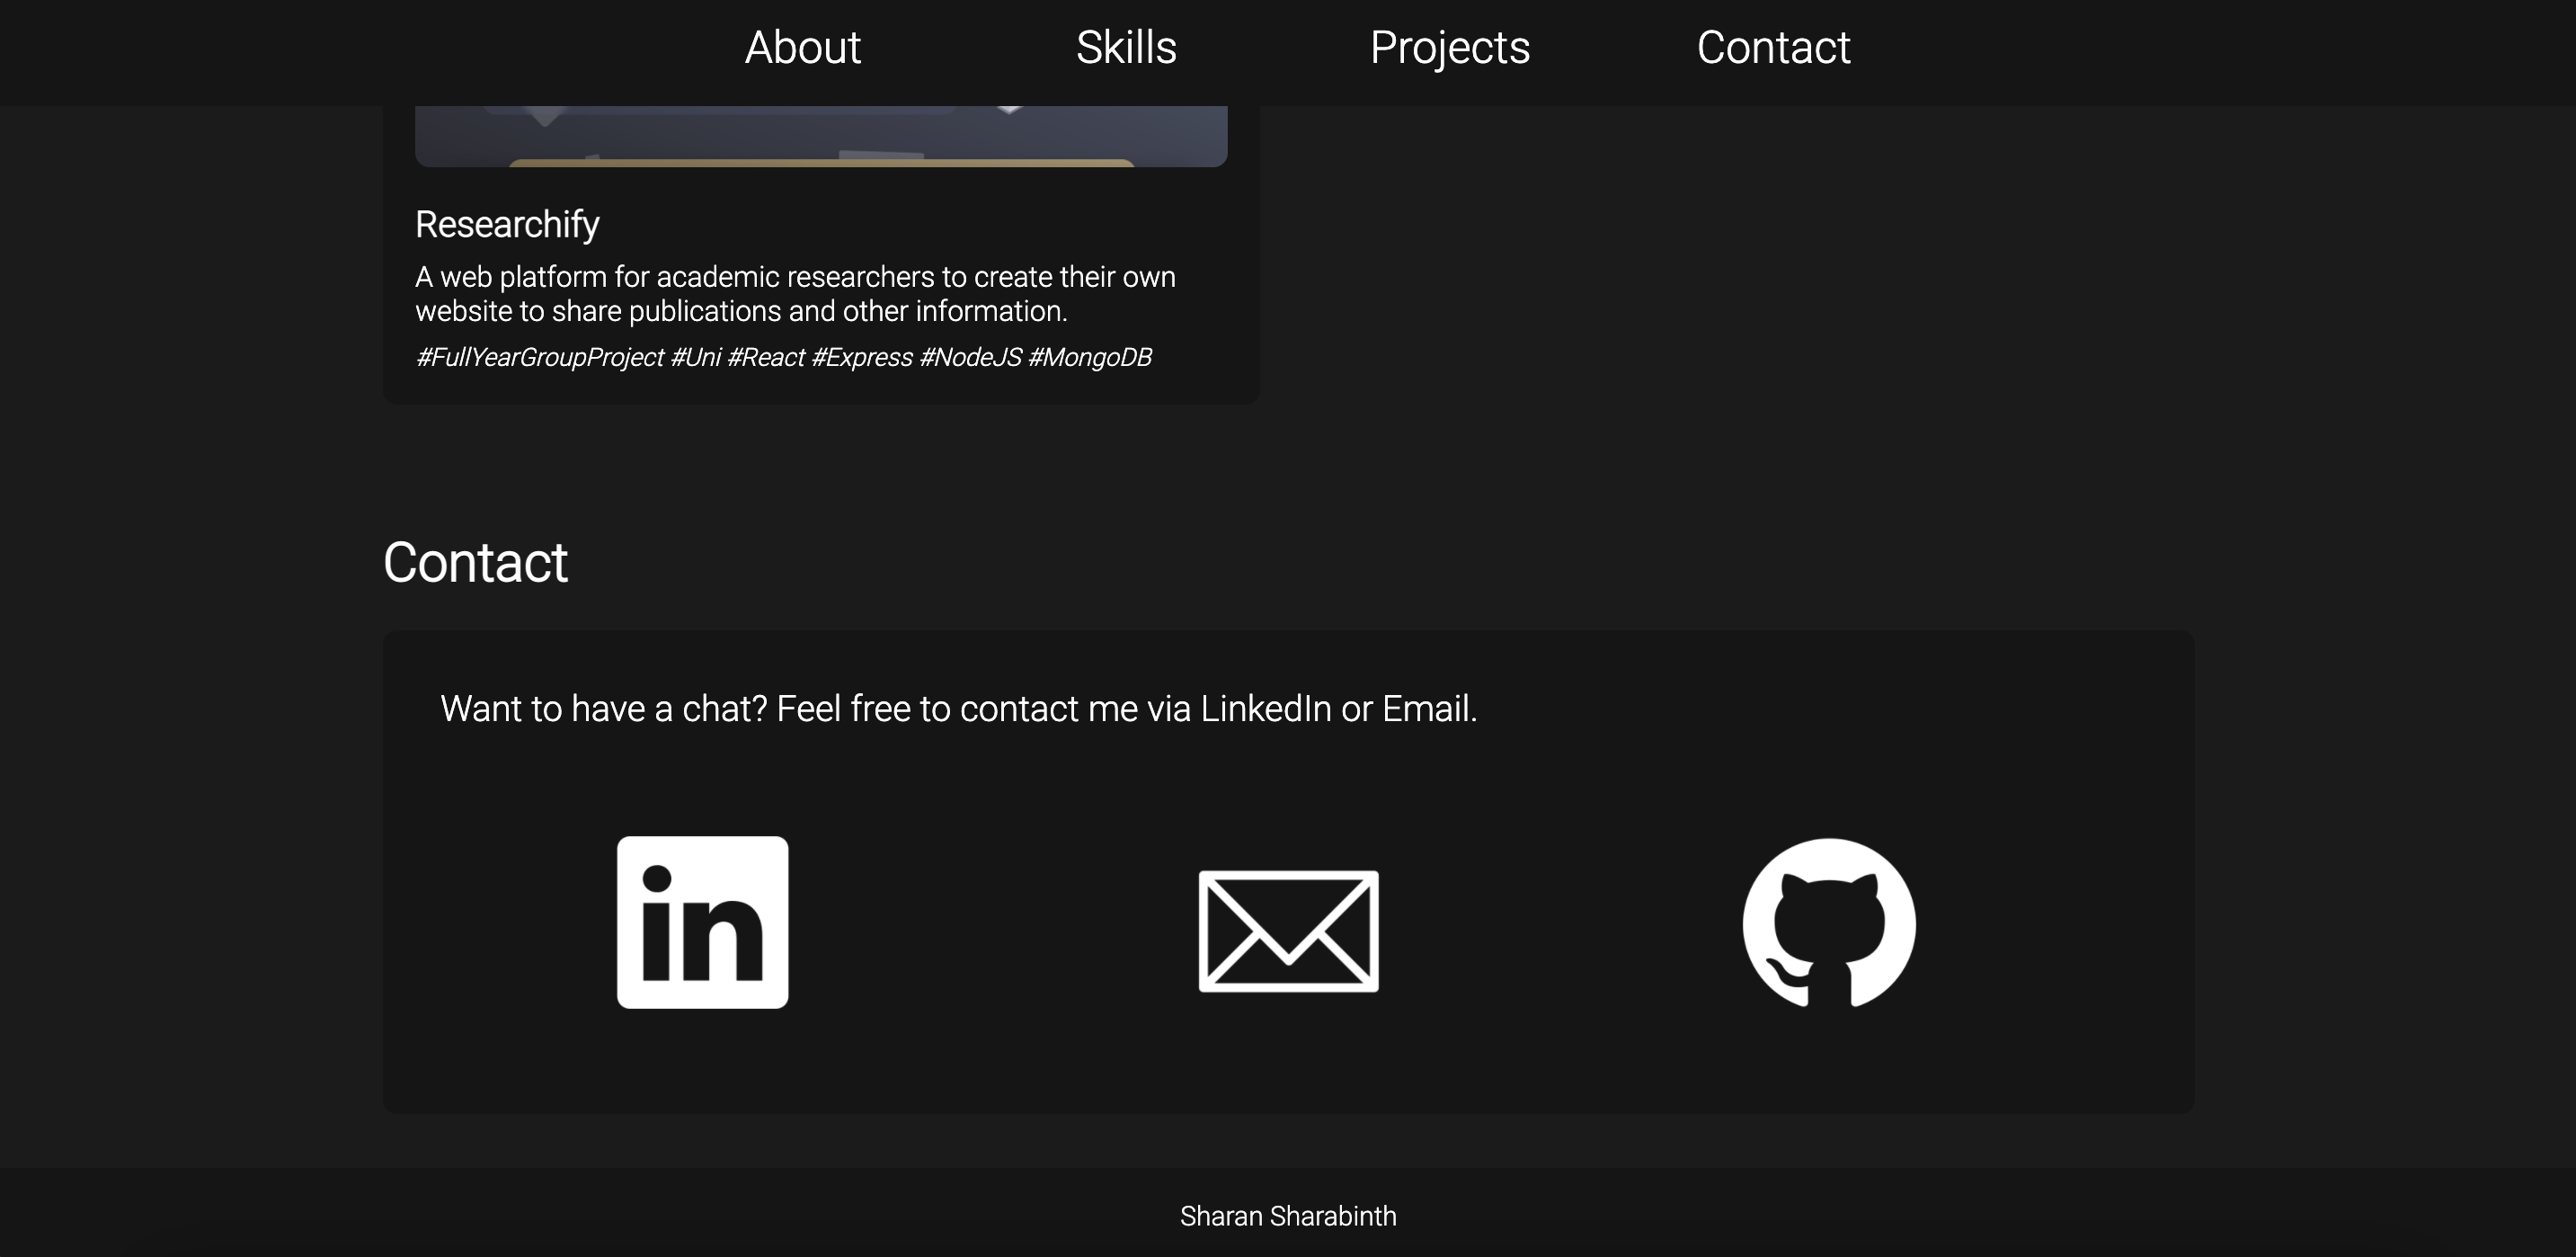 About Skills Projects Contact
Researchify
A web platform for academic researchers to create their own
website to share publications and other information.
#FullYearGroupProject #Uni #React #Express #NodeJS #MongoDB
Contact
Want to have a chat? Feel free to contact me via LinkedIn or Email.
in
Sharan Sharabinth